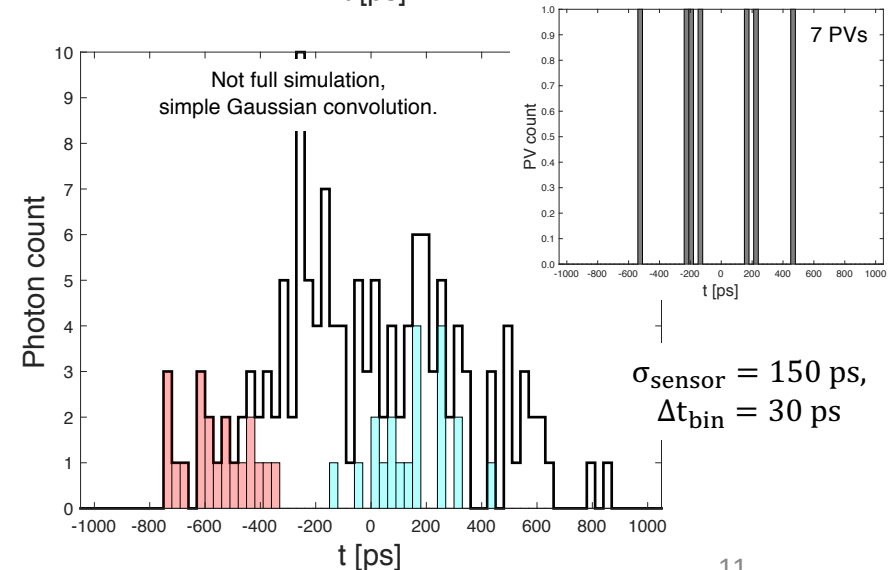 t [ps]
10
9
8
7
6
5
4
3
2
1
0
Photon count
Not full simulation,
simple Gaussian convolution.
-1000 -800 -600 -400 -200 0 200 400 600 800 1000
t [ps]
1.0
0.9
0.8
0.7
0.6
0.5
0.4
0.3
0.2
0.1
0.0
PV count
7 PVs
-1000 -800 -600 -400 -200 0 200 400 600 800 1000
t [ps]
σsensor = 150 ps,
Δtbin = 30 ps
11